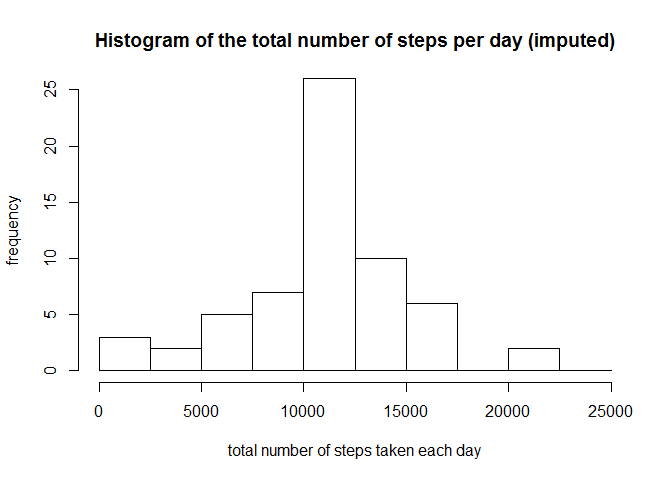 Histogram of the total number of steps per day (imputed)
frequency
25
20
15
10
5
0
0 5000 10000 15000 20000 25000
total number of steps taken each day